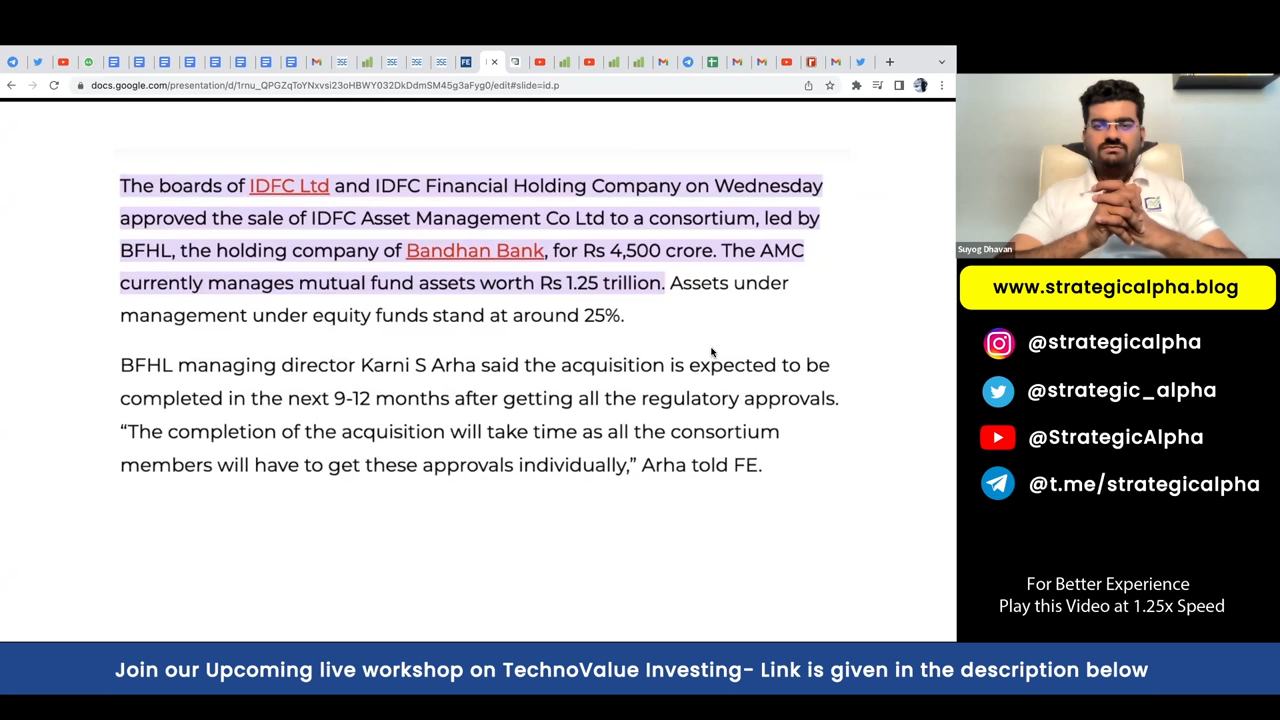 docs.google.com/presentation/d/1rnu_QPGZqToYNxvsi23oHBWY032DkDdmSM45g3aFyg0/edit#slide=id.p
The boards of IDFC Ltd and IDFC Financial Holding Company on Wednesday
approved the sale of IDFC Asset Management Co Ltd to a consortium, led by
BFHL, the holding company of Bandhan Bank, for Rs 4,500 crore. The AMC
currently manages mutual fund assets worth Rs 1.25 trillion. Assets under
management under equity funds stand at around 25%.
BFHL managing director Karni S Arha said the acquisition is expected to be
completed in the next 9-12 months after getting all the regulatory approvals.
“The completion of the acquisition will take time as all the consortium
members will have to get these approvals individually,” Arha told FE.
Suyog Dhavan
www.strategicalpha.blog
@strategicalpha
@strategic_alpha
@StrategicAlpha
@t.me/strategicalpha
For Better Experience
Play this Video at 1.25x Speed
Join our Upcoming live workshop on TechnoValue Investing- Link is given in the description below